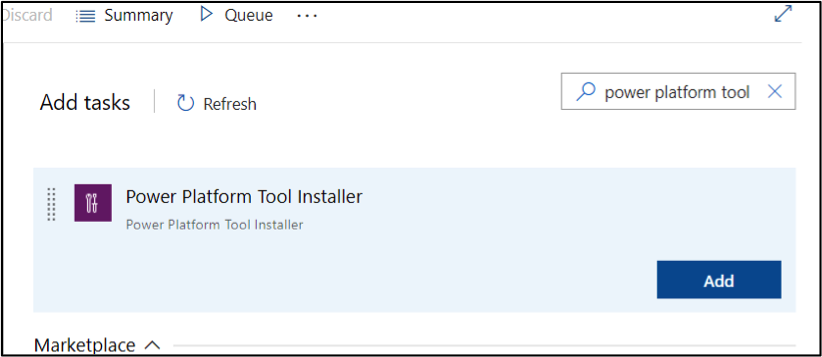 Discard Summary Queue ...
Add tasks Refresh power platform tool
Power Platform Tool Installer
Power Platform Tool Installer
Add
Marketplace